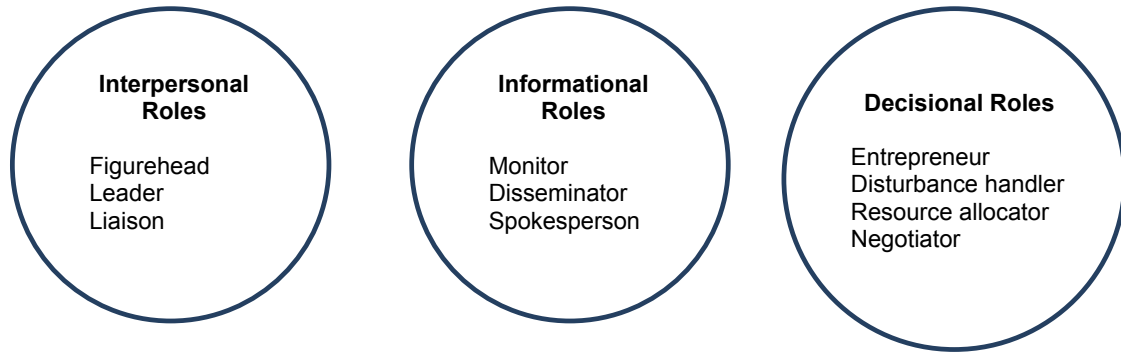 Interpersonal
Roles
Figurehead
Leader
Liaison
Informational
Roles
Monitor
Disseminator
Spokesperson
Decisional Roles
Entrepreneur
Disturbance handler
Resource allocator
Negotiator